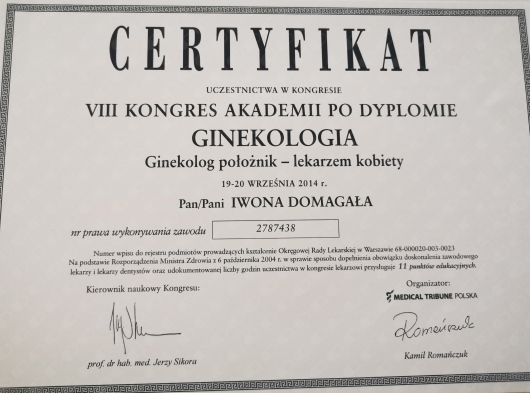 CERTYFIKAT
UCZESTNICTWA W KONGRESIE
VIII KONGRES AKADEMII PO DYPLOMIE
GINEKOLOGIA
Ginekolog położnik – lekarzem kobiety
19-20 WRZEŚNIA 2014 r.
Pan/Pani IWONA DOMAGAŁA
nr prawa wykonywania zawodu 2787438
Numer wpisu do rejestru podmiotów prowadzących kształcenie Okręgowej Rady Lekarskiej w Warszawie 68-000020-003-0023
Na podstawie Rozporządzenia Ministra Zdrowia z 6 października 2004 r. w sprawie sposobu dopełnienia obowiązku doskonalenia zawodowego
lekarzy i lekarzy dentystów oraz udokumentowanej liczby godzin uczestnictwa w kongresie lekarzowi przysługuje 11 punktów edukacyjnych.
Kierownik naukowy Kongresu:
Organizator:
MEDICAL TRIBUNE POLSKA
Romańczuk
prof. dr hab. med. Jerzy Sikora
Kamil Romańczuk